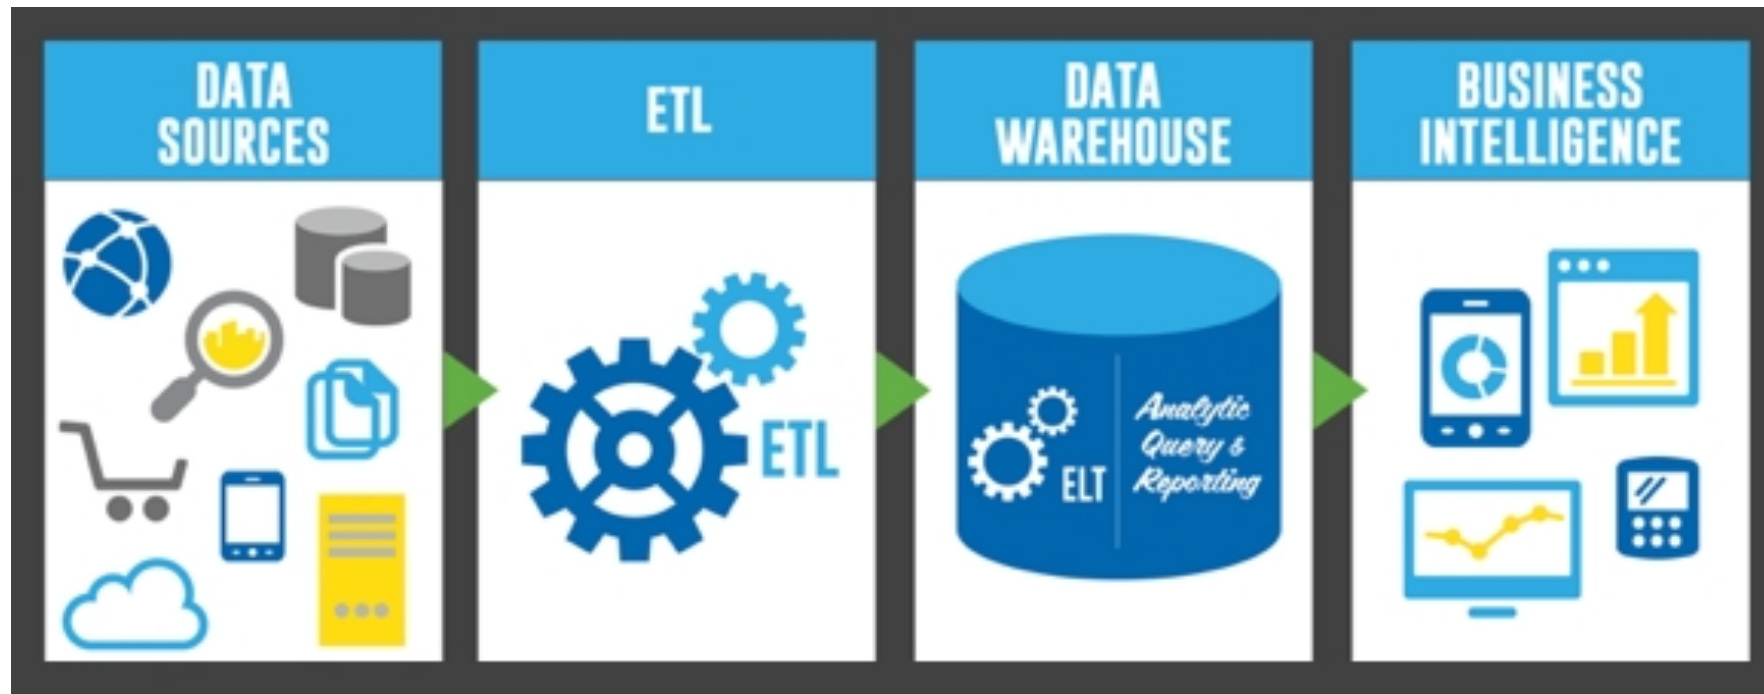 DATA
SOURCES
ETL
DATA
WAREHOUSE
BUSINESS
INTELLIGENCE
ETL
ELT
Analytic
Query &
Reporting